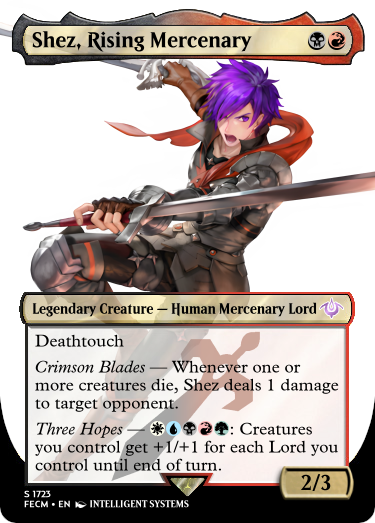 Shez, Rising Mercenary
Legendary Creature — Human Mercenary Lord
Deathtouch
Crimson Blades — Whenever one or
more creatures die, Shez deals 1 damage
to target opponent.
Three Hopes — : Creatures
you control get +1/+1 for each Lord you
control until end of turn.
2/3
S 1723
FECM • EN INTELLIGENT SYSTEMS